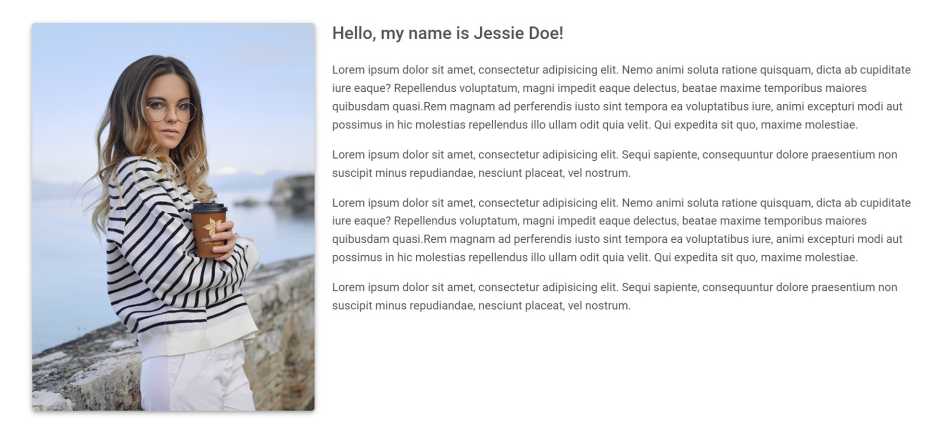 Hello, my name is Jessie Doe!
Lorem ipsum dolor sit amet, consectetur adipisicing elit. Nemo animi soluta ratione quisquam, dicta ab cupiditate
iure eaque? Repellendus voluptatum, magni impedit eaque delectus, beatae maxime temporibus maiores
quibusdam quasi.Rem magnam ad perferendis iusto sint tempora ea voluptatibus iure, animi excepturi modi aut
possimus in hic molestias repellendus illo ullam odit quia velit. Qui expedita sit quo, maxime molestiae.
Lorem ipsum dolor sit amet, consectetur adipisicing elit. Sequi sapiente, consequuntur dolore praesentium non
suscipit minus repudiandae, nesciunt placeat, vel nostrum.
Lorem ipsum dolor sit amet, consectetur adipisicing elit. Nemo animi soluta ratione quisquam, dicta ab cupiditate
iure eaque? Repellendus voluptatum, magni impedit eaque delectus, beatae maxime temporibus maiores
quibusdam quasi.Rem magnam ad perferendis iusto sint tempora ea voluptatibus iure, animi excepturi modi aut
possimus in hic molestias repellendus illo ullam odit quia velit. Qui expedita sit quo, maxime molestiae.
Lorem ipsum dolor sit amet, consectetur adipisicing elit. Sequi sapiente, consequuntur dolore praesentium non
suscipit minus repudiandae, nesciunt placeat, vel nostrum.